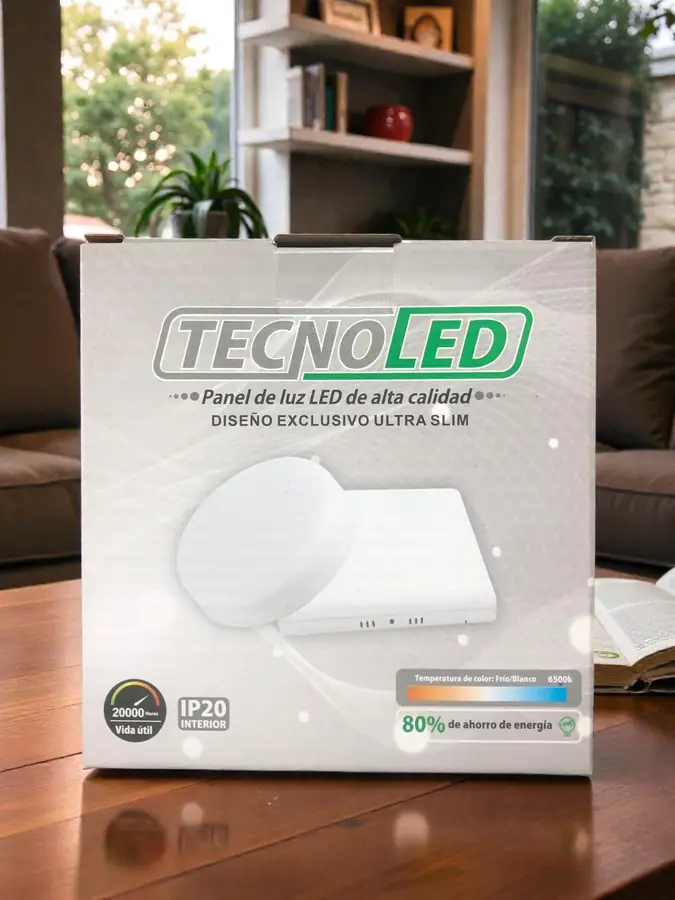 TECNOLED
Panel de luz LED de alta calidad
DISEÑO EXCLUSIVO ULTRA SLIM
Temperatura de color: Frío/Blanco 6500k
20000 Horas
Vida útil
IP20
INTERIOR
80% de ahorro de energía